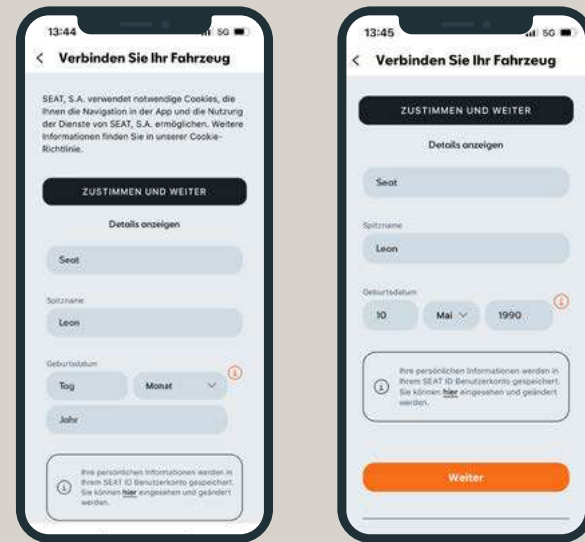 13:44
5G
Verbinden Sie Ihr Fahrzeug
SEAT, S.A. verwendet notwendige Cookies, die
Ihnen die Navigation in der App und die Nutzung
der Dienste von SEAT, S.A. ermöglichen. Weitere
Informationen finden Sie in unserer Cookie-
Richtlinie.
ZUSTIMMEN UND WEITER
Details anzeigen
Seat
Spitzname
Leon
Geburtsdatum
Tag
Monat
Jahr
Ihre persönlichen Informationen werden in
Ihrem SEAT ID Benutzerkonto gespeichert.
Sie können hier eingesehen und geändert
werden.
13:45
5G
Verbinden Sie Ihr Fahrzeug
ZUSTIMMEN UND WEITER
Details anzeigen
Seat
Spitzname
Leon
Geburtsdatum
10
Mai
1990
Ihre persönlichen Informationen werden in
Ihrem SEAT ID Benutzerkonto gespeichert.
Sie können hier eingesehen und geändert
werden.
Weiter